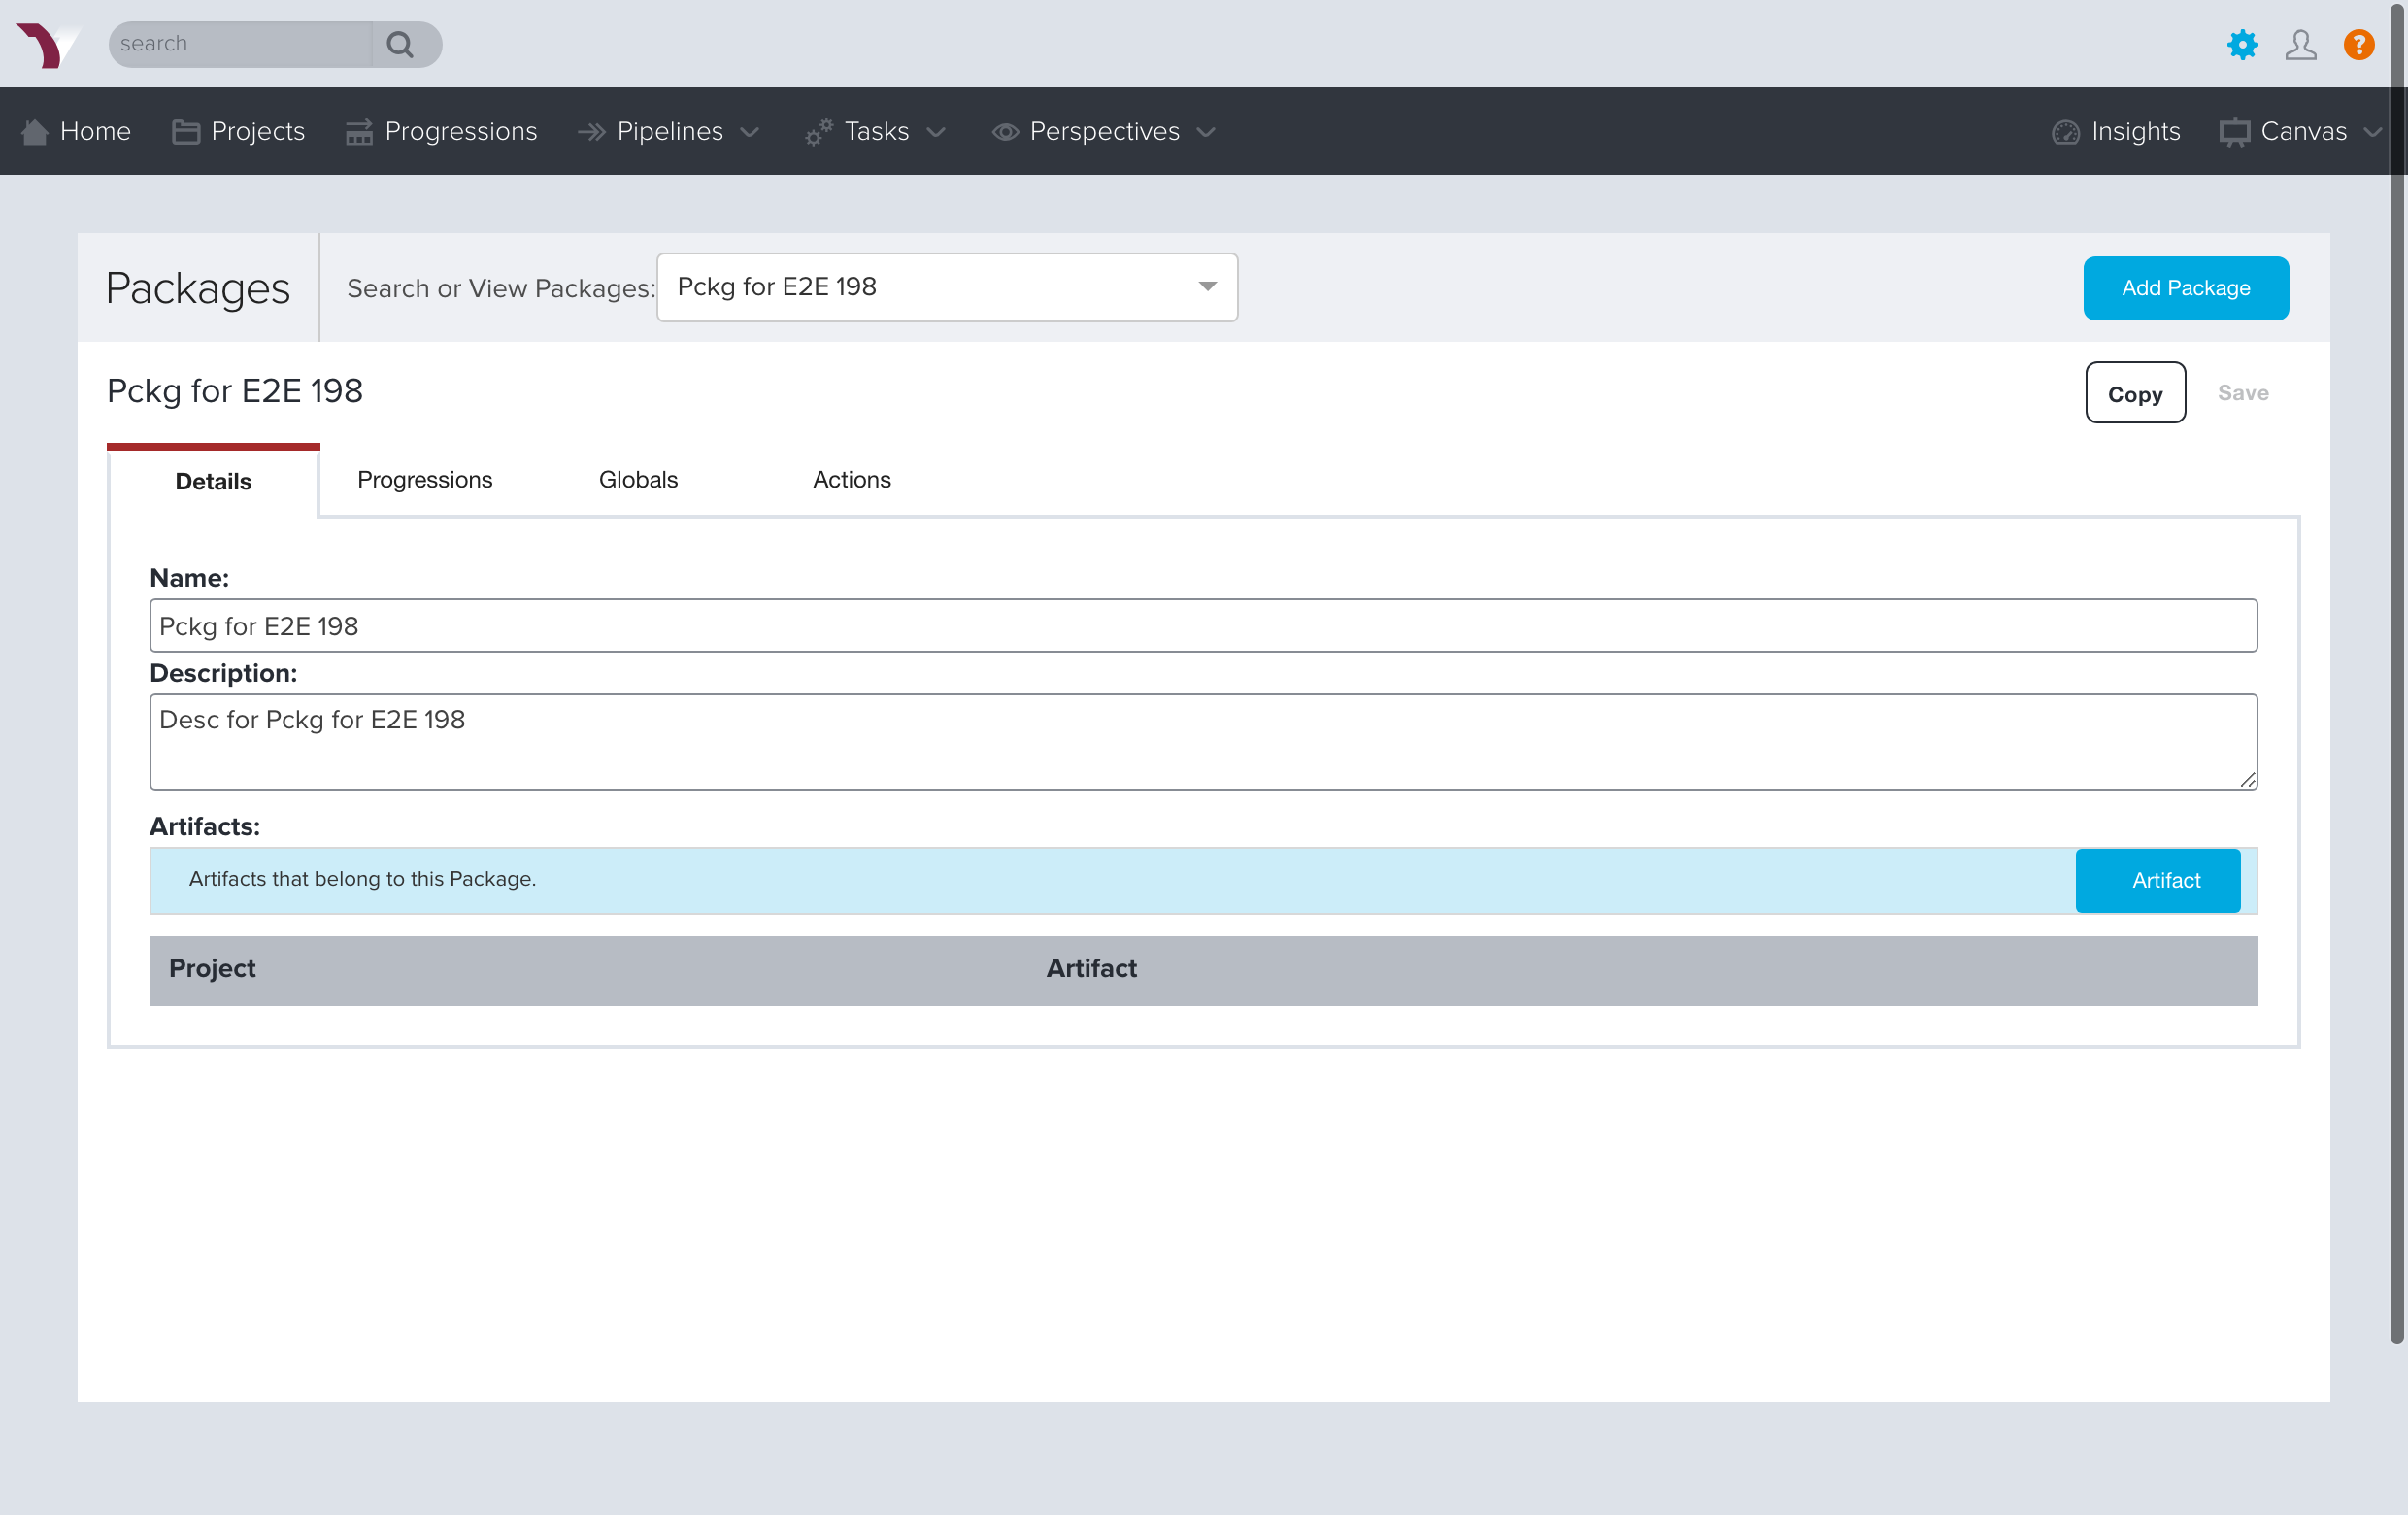 search
?
Home Projects Progressions Pipelines Tasks Perspectives Insights Canvas
Packages Search or View Packages: Pckg for E2E 198 Add Package
Pckg for E2E 198 Copy Save
Details Progressions Globals Actions
Name:
Pckg for E2E 198
Description:
Desc for Pckg for E2E 198
Artifacts:
Artifacts that belong to this Package. Artifact
Project Artifact